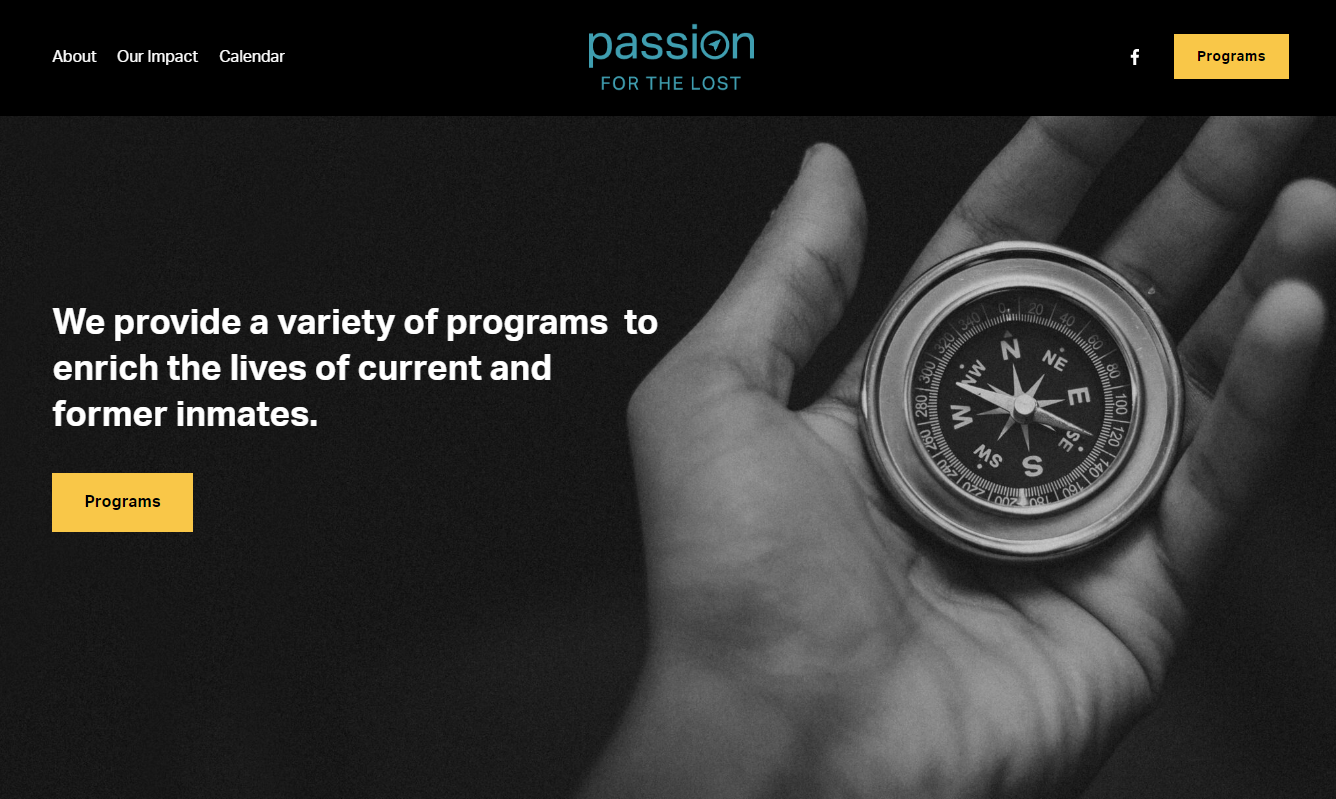 About Our Impact Calendar
passion
FOR THE LOST
Programs
We provide a variety of programs  to
enrich the lives of current and
former inmates.
Programs
0 20 40 60 80 100 120 140 160 200 220 240 260 280 300 320 340
N NE E SE S SW W NW